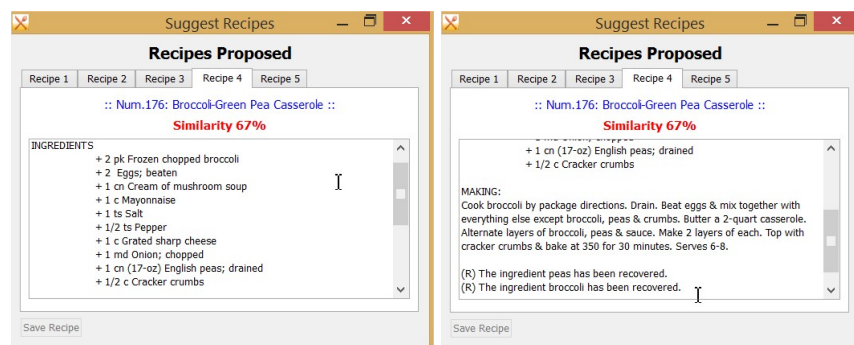 Suggest Recipes
Recipes Proposed
Recipe 1 Recipe 2 Recipe 3 Recipe 4 Recipe 5
:: Num.176: Broccoli-Green Pea Casserole ::
Similarity 67%
INGREDIENTS
+ 2 pk Frozen chopped broccoli
+ 2 Eggs; beaten
+ 1 cn Cream of mushroom soup
+ 1 c Mayonnaise
+ 1 ts Salt
+ 1/2 ts Pepper
+ 1 c Grated sharp cheese
+ 1 md Onion; chopped
+ 1 cn (17-oz) English peas; drained
+ 1/2 c Cracker crumbs
Save Recipe
Suggest Recipes
Recipes Proposed
Recipe 1 Recipe 2 Recipe 3 Recipe 4 Recipe 5
:: Num.176: Broccoli-Green Pea Casserole ::
Similarity 67%
+ 1 cn (17-oz) English peas; drained
+ 1/2 c Cracker crumbs
MAKING:
Cook broccoli by package directions. Drain. Beat eggs & mix together with
everything else except broccoli, peas & crumbs. Butter a 2-quart casserole.
Alternate layers of broccoli, peas & sauce. Make 2 layers of each. Top with
cracker crumbs & bake at 350 for 30 minutes. Serves 6-8.
(R) The ingredient peas has been recovered.
(R) The ingredient broccoli has been recovered.
Save Recipe